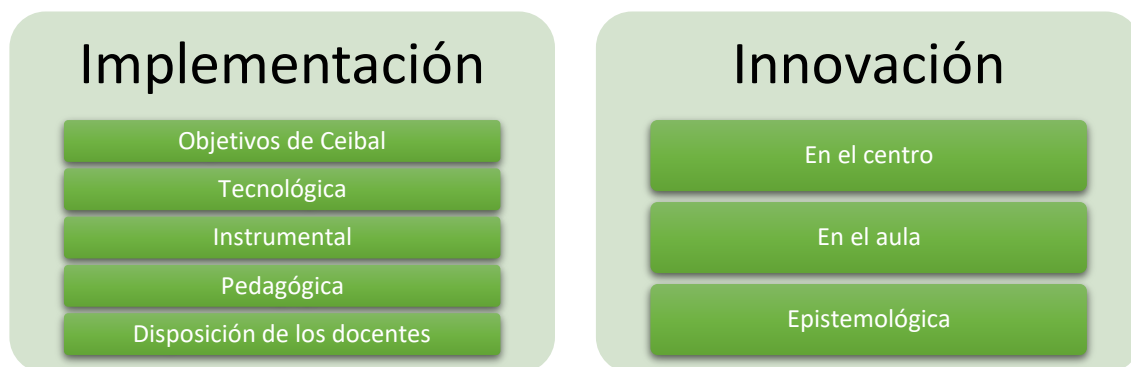 Implementación
Objetivos de Ceibal
Tecnológica
Instrumental
Pedagógica
Disposición de los docentes
Innovación
En el centro
En el aula
Epistemológica